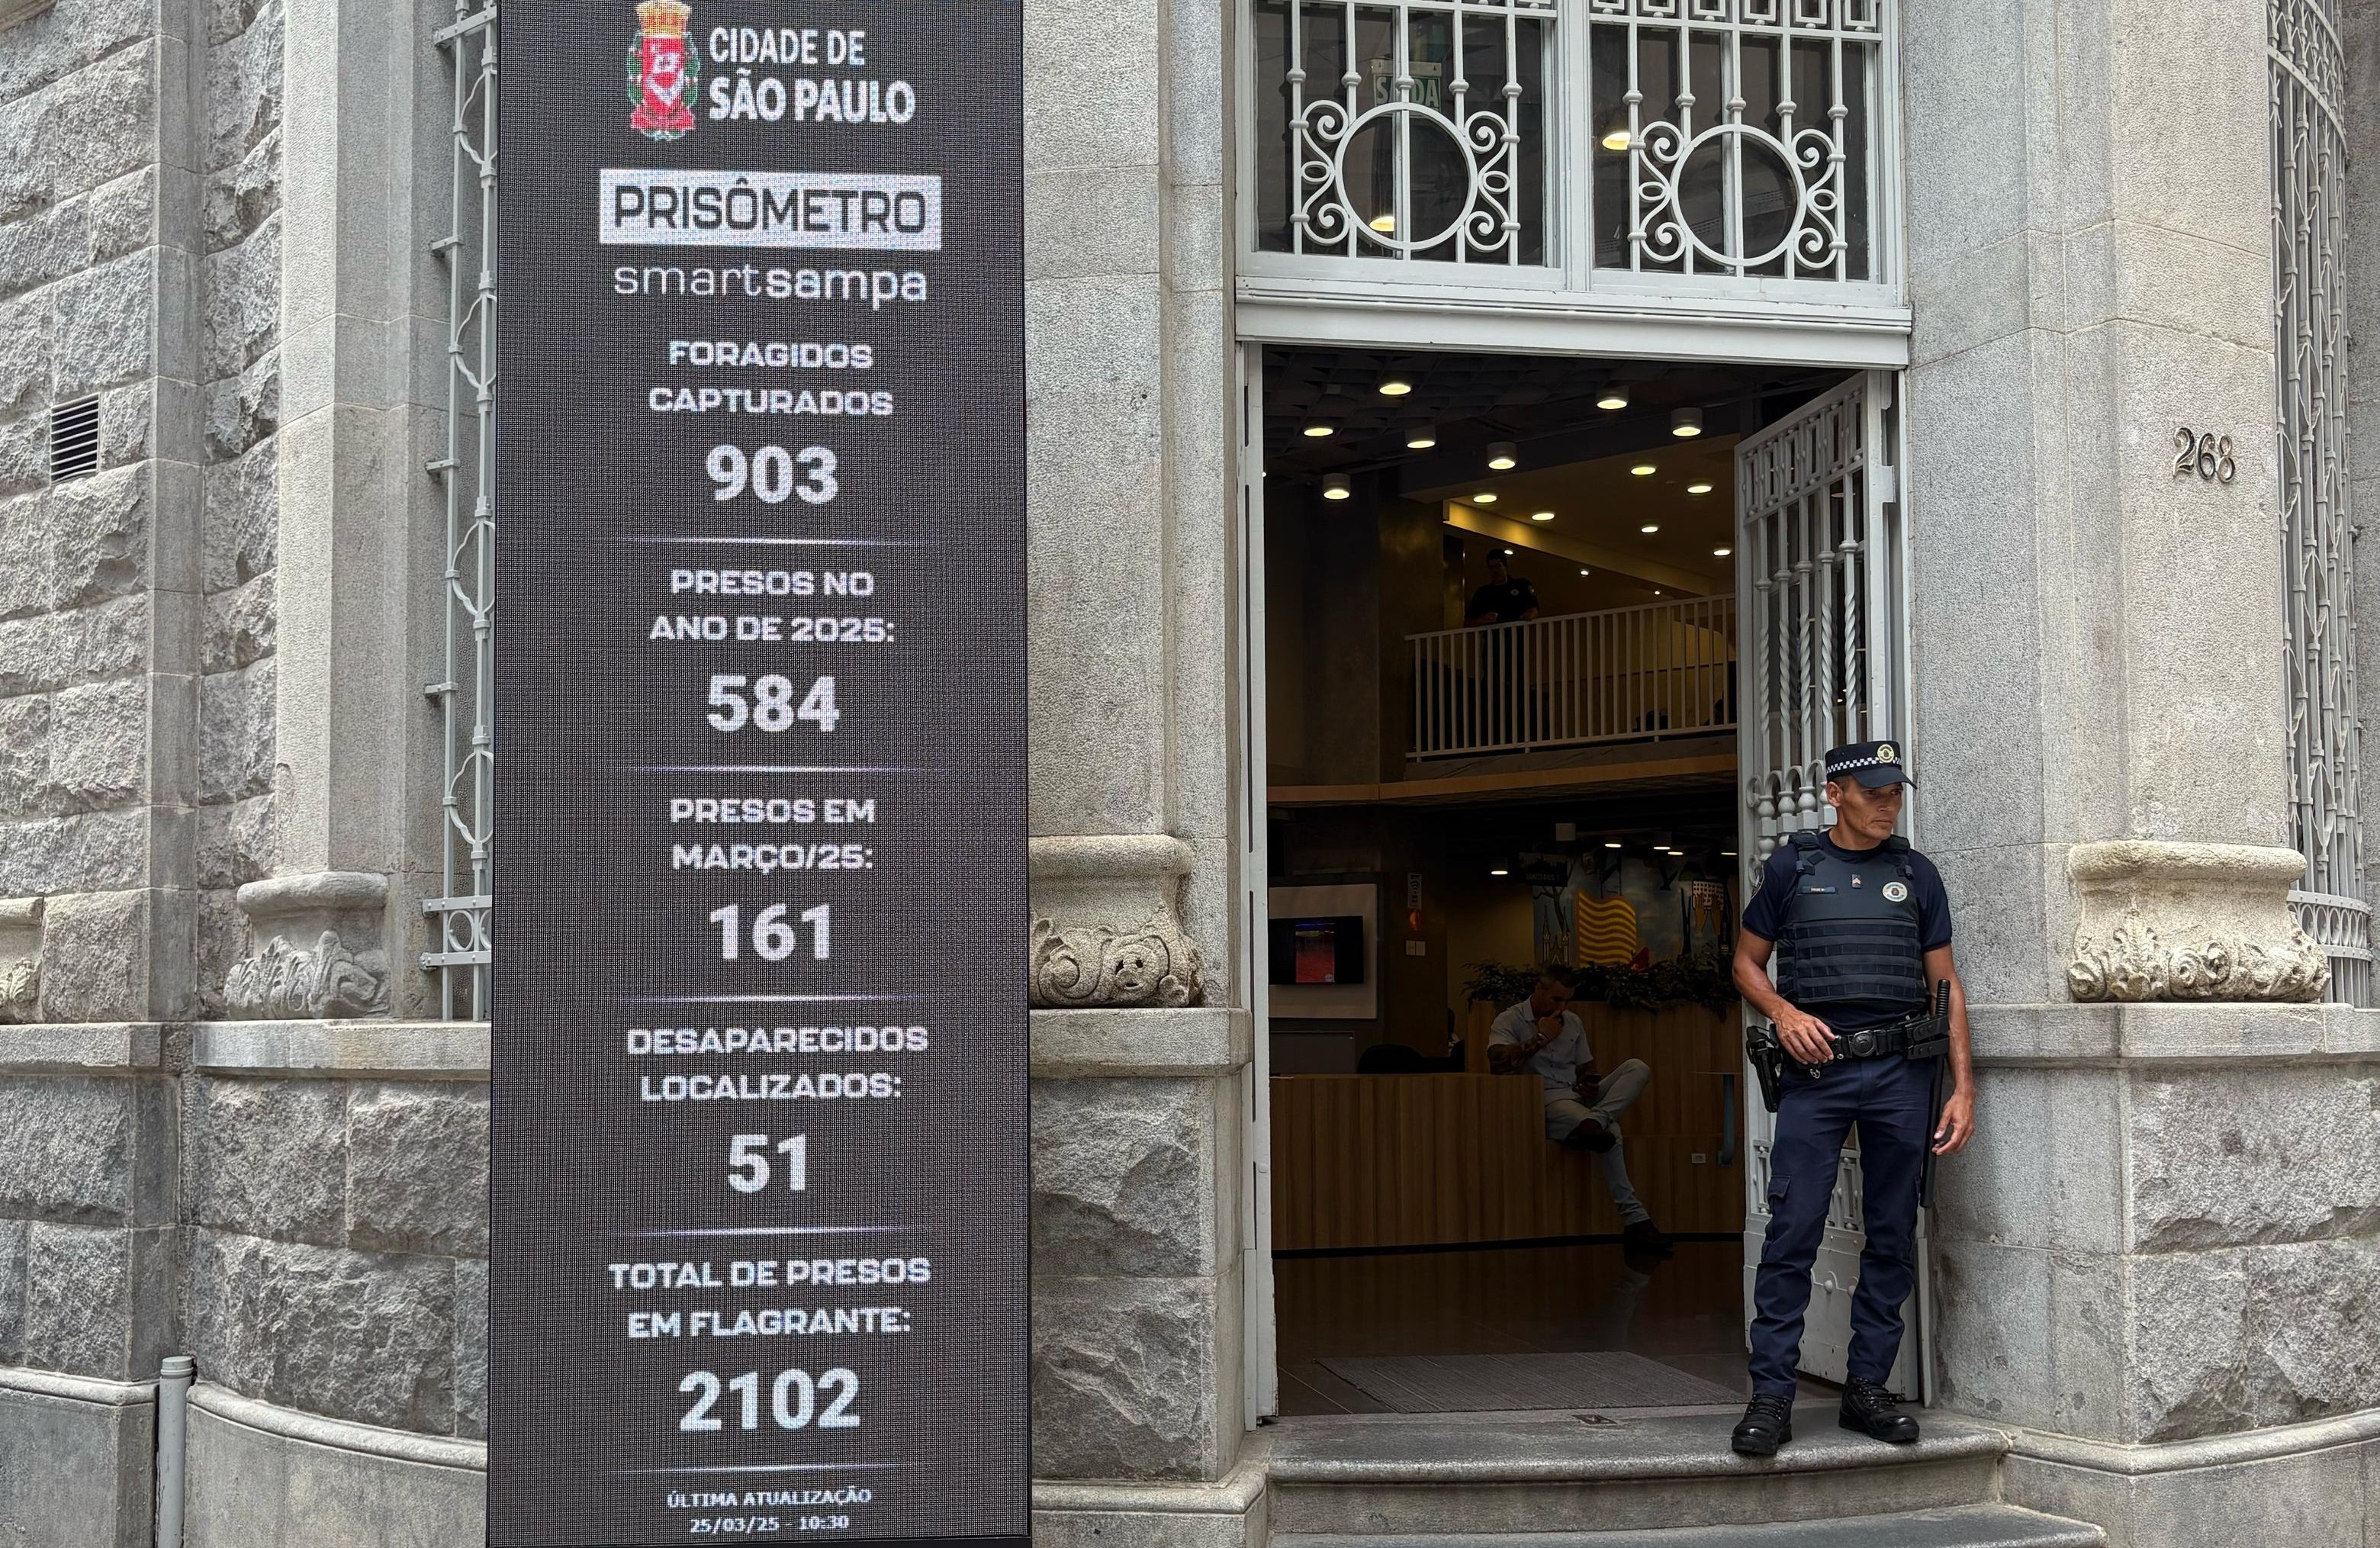 CIDADE DE
SÃO PAULO
PRISÔMETRO
smartsampa
FORAGIDOS
CAPTURADOS
903
PRESOS NO
ANO DE 2025:
584
PRESOS EM
MARÇO/25:
161
DESAPARECIDOS
LOCALIZADOS:
51
TOTAL DE PRESOS
EM FLAGRANTE:
2102
ÚLTIMA ATUALIZAÇÃO
25/03/25 - 10:30
SAÍDA
268